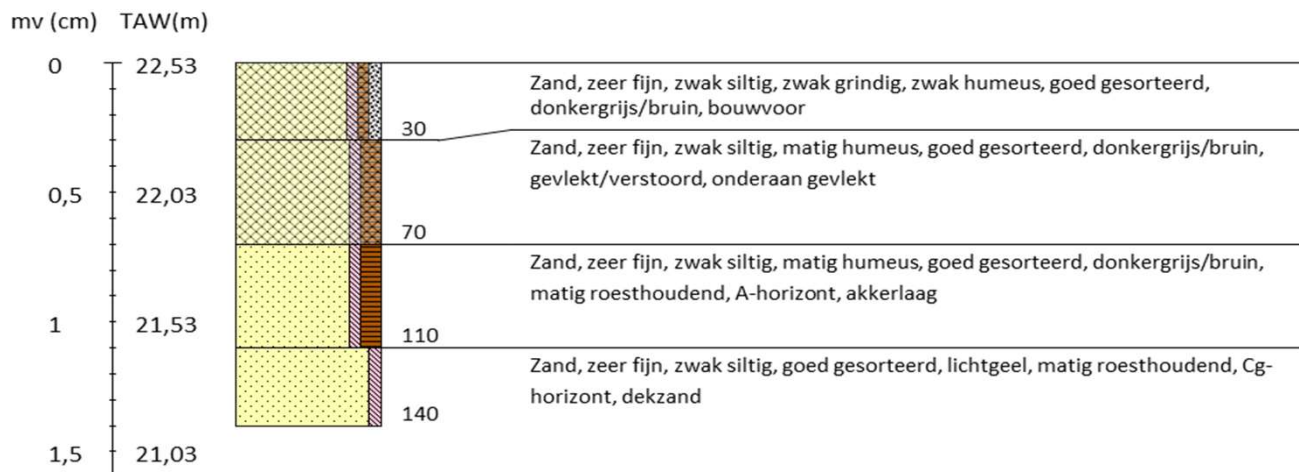 mv (cm) TAW(m)
0 22,53
Zand, zeer fijn, zwak siltig, zwak grindig, zwak humeus, goed gesorteerd,
donkergrijs/bruin, bouwvoor
30
Zand, zeer fijn, zwak siltig, matig humeus, goed gesorteerd, donkergrijs/bruin,
gevlekt/verstoord, onderaan gevlekt
0,5 22,03
70
Zand, zeer fijn, zwak siltig, matig humeus, goed gesorteerd, donkergrijs/bruin,
matig roesthoudend, A-horizont, akkerlaag
1 21,53
110
Zand, zeer fijn, zwak siltig, goed gesorteerd, lichtgeel, matig roesthoudend, Cg-
horizont, dekzand
140
1,5 21,03